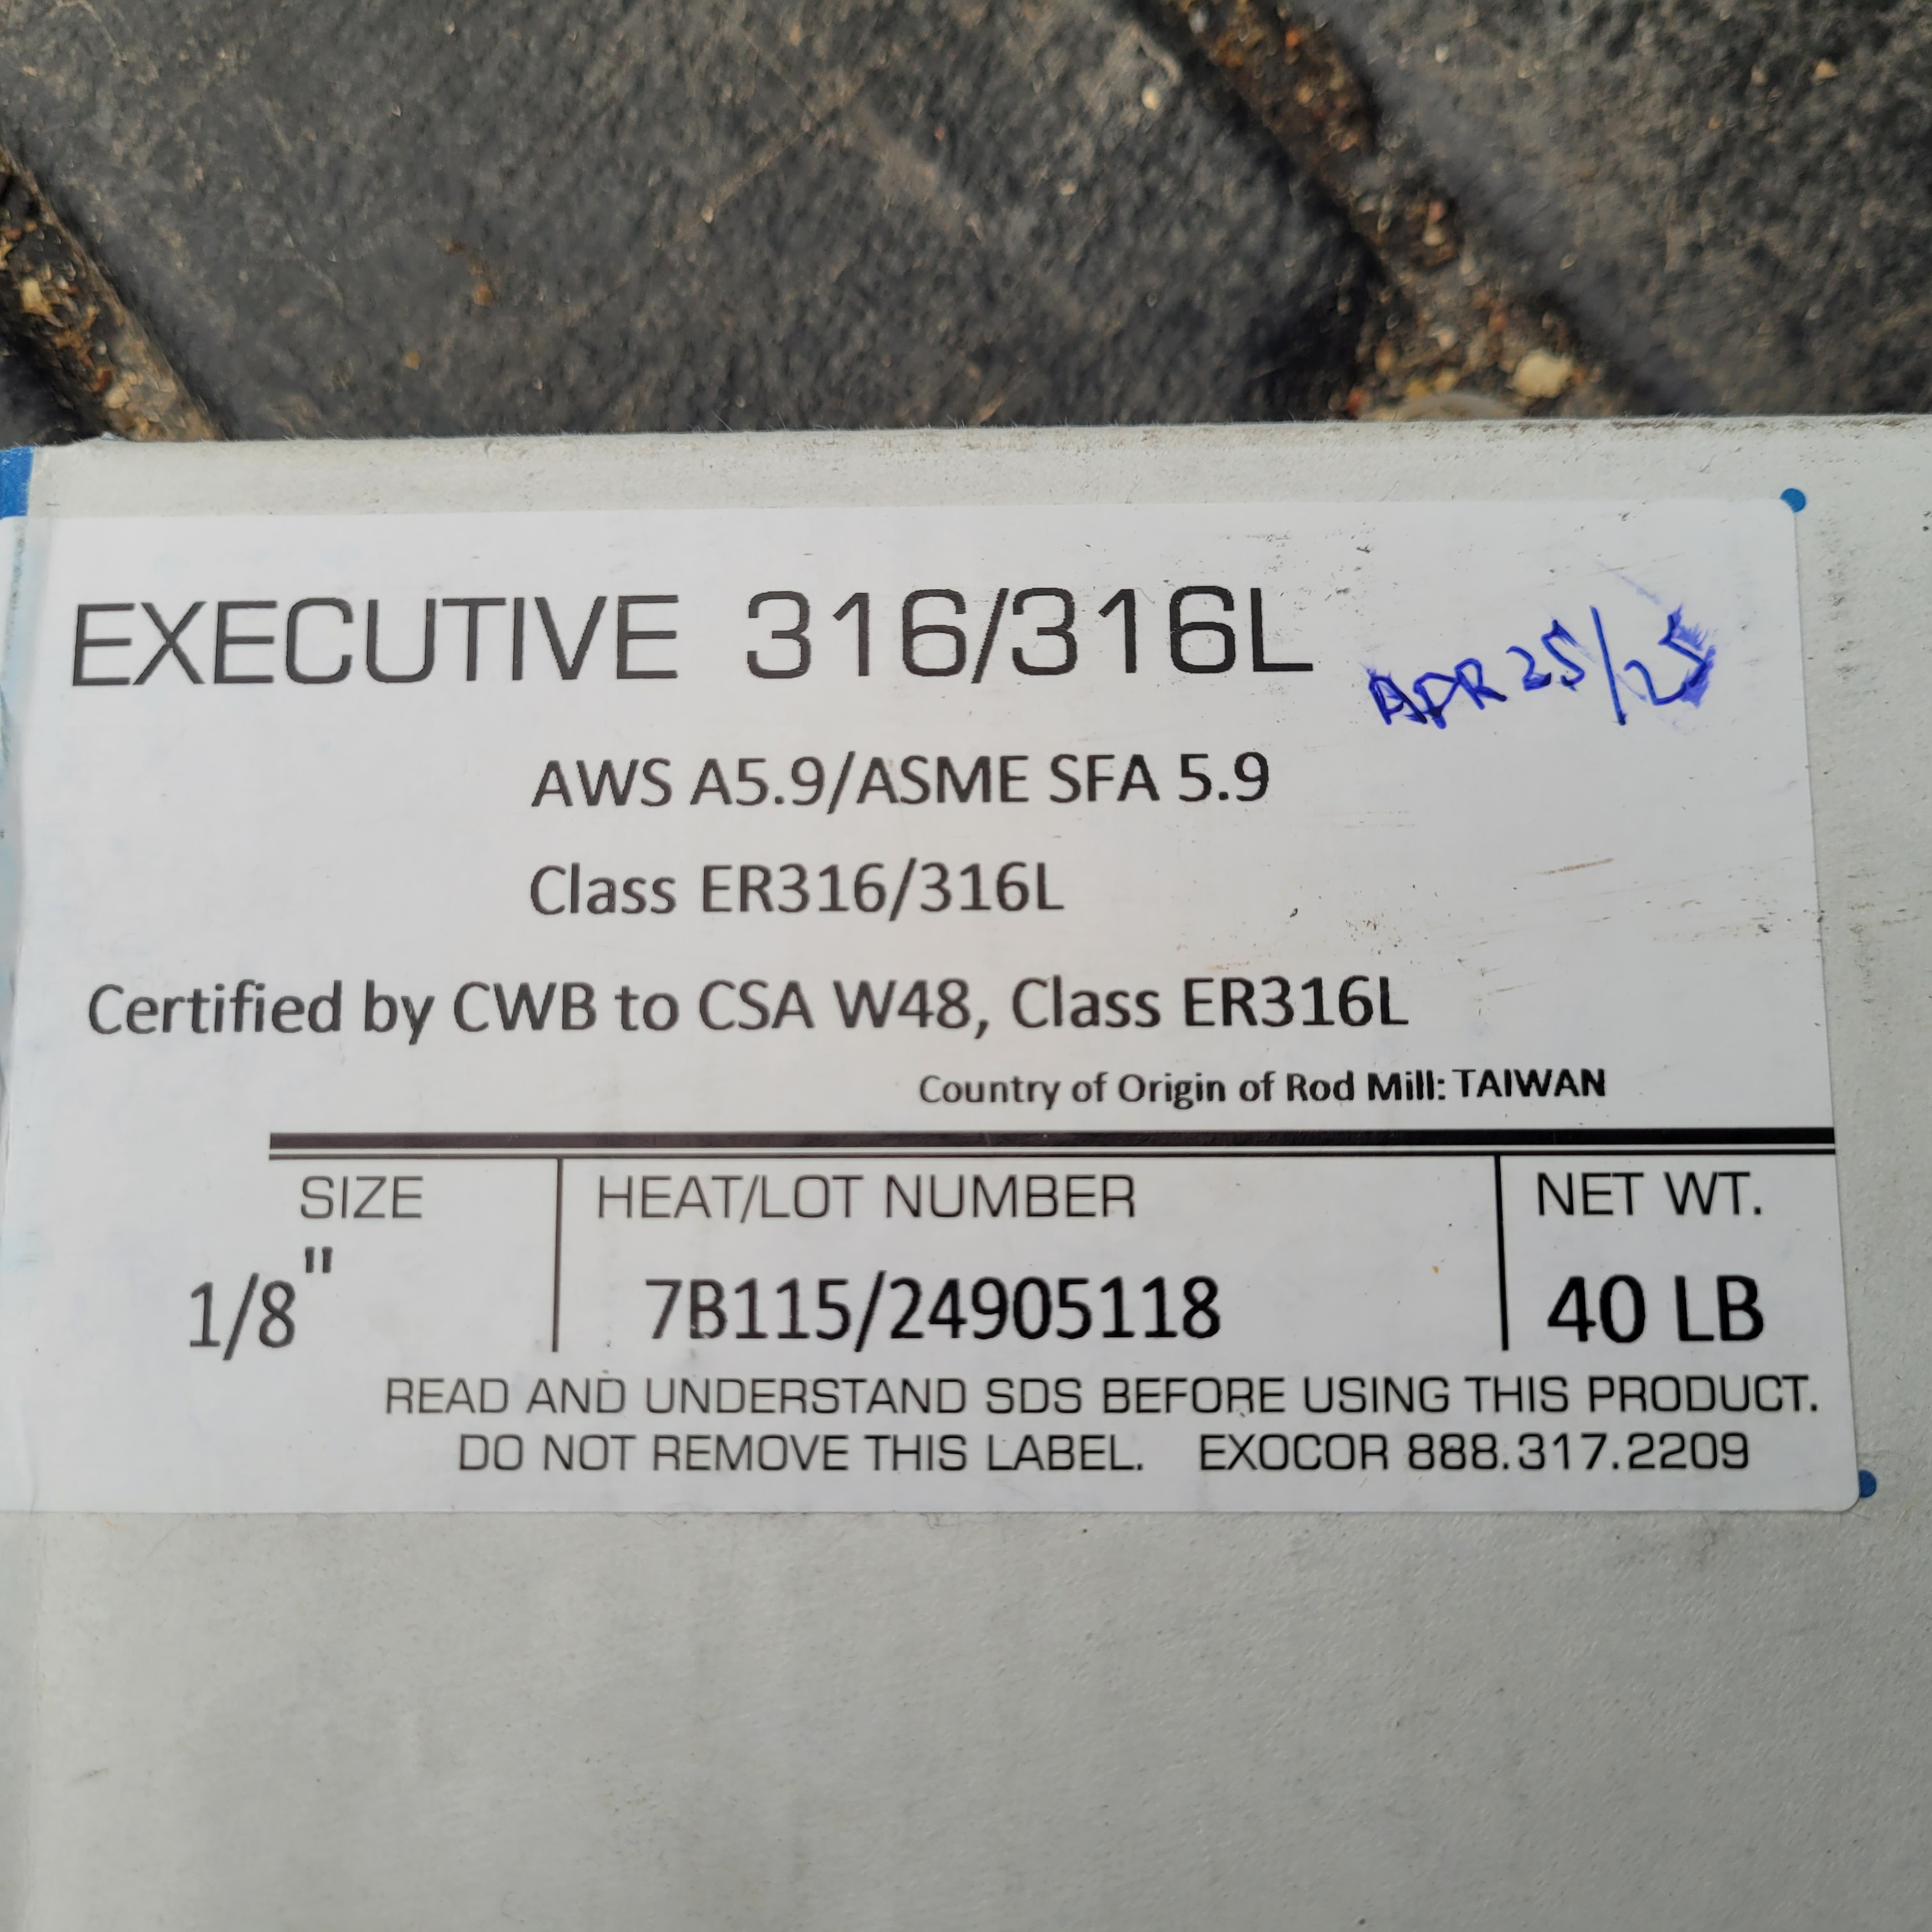 EXECUTIVE 316/316L
APR 25/25
AWS A5.9/ASME SFA 5.9
Class ER316/316L
Certified by CWB to CSA W48, Class ER316L
Country of Origin of Rod Mill: TAIWAN
SIZE HEAT/LOT NUMBER NET WT.
1/8" 7B115/24905118 40 LB
READ AND UNDERSTAND SDS BEFORE USING THIS PRODUCT.
DO NOT REMOVE THIS LABEL. EXOCOR 888.317.2209